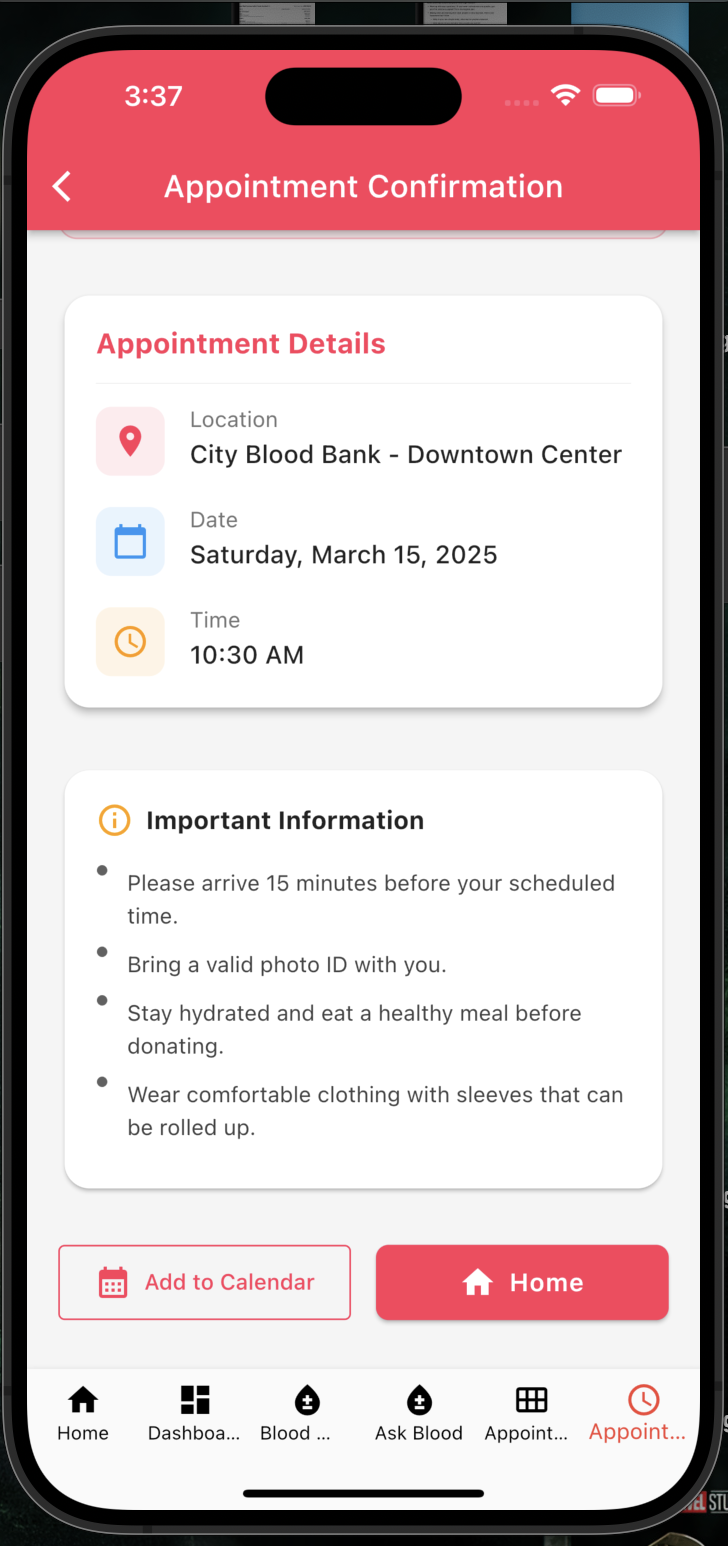 3:37
Appointment Confirmation
Appointment Details
Location
City Blood Bank - Downtown Center
Date
Saturday, March 15, 2025
Time
10:30 AM
Important Information
Please arrive 15 minutes before your scheduled
time.
Bring a valid photo ID with you.
Stay hydrated and eat a healthy meal before
donating.
Wear comfortable clothing with sleeves that can
be rolled up.
Add to Calendar
Home
Home
Dashboa...
Blood ...
Ask Blood
Appoint...
Appoint...